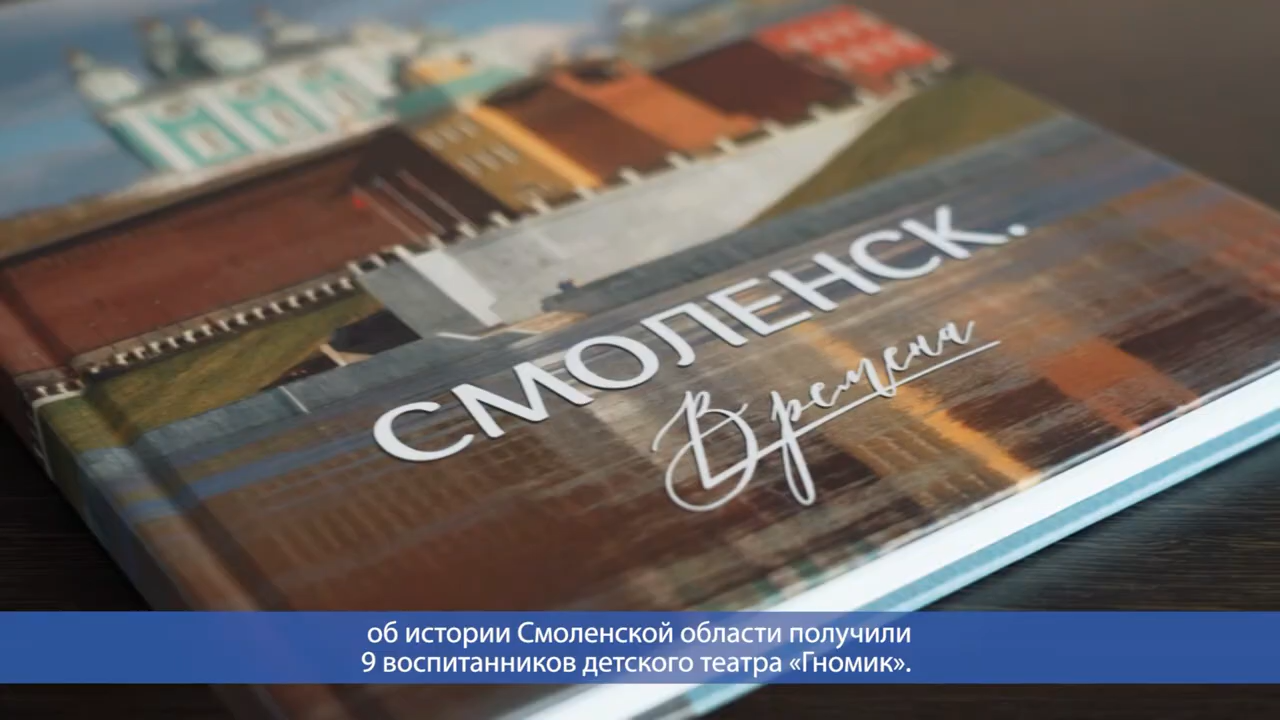 СМОЛЕНСК.
Времена
об истории Смоленской области получили
9 воспитанников детского театра «Гномик».